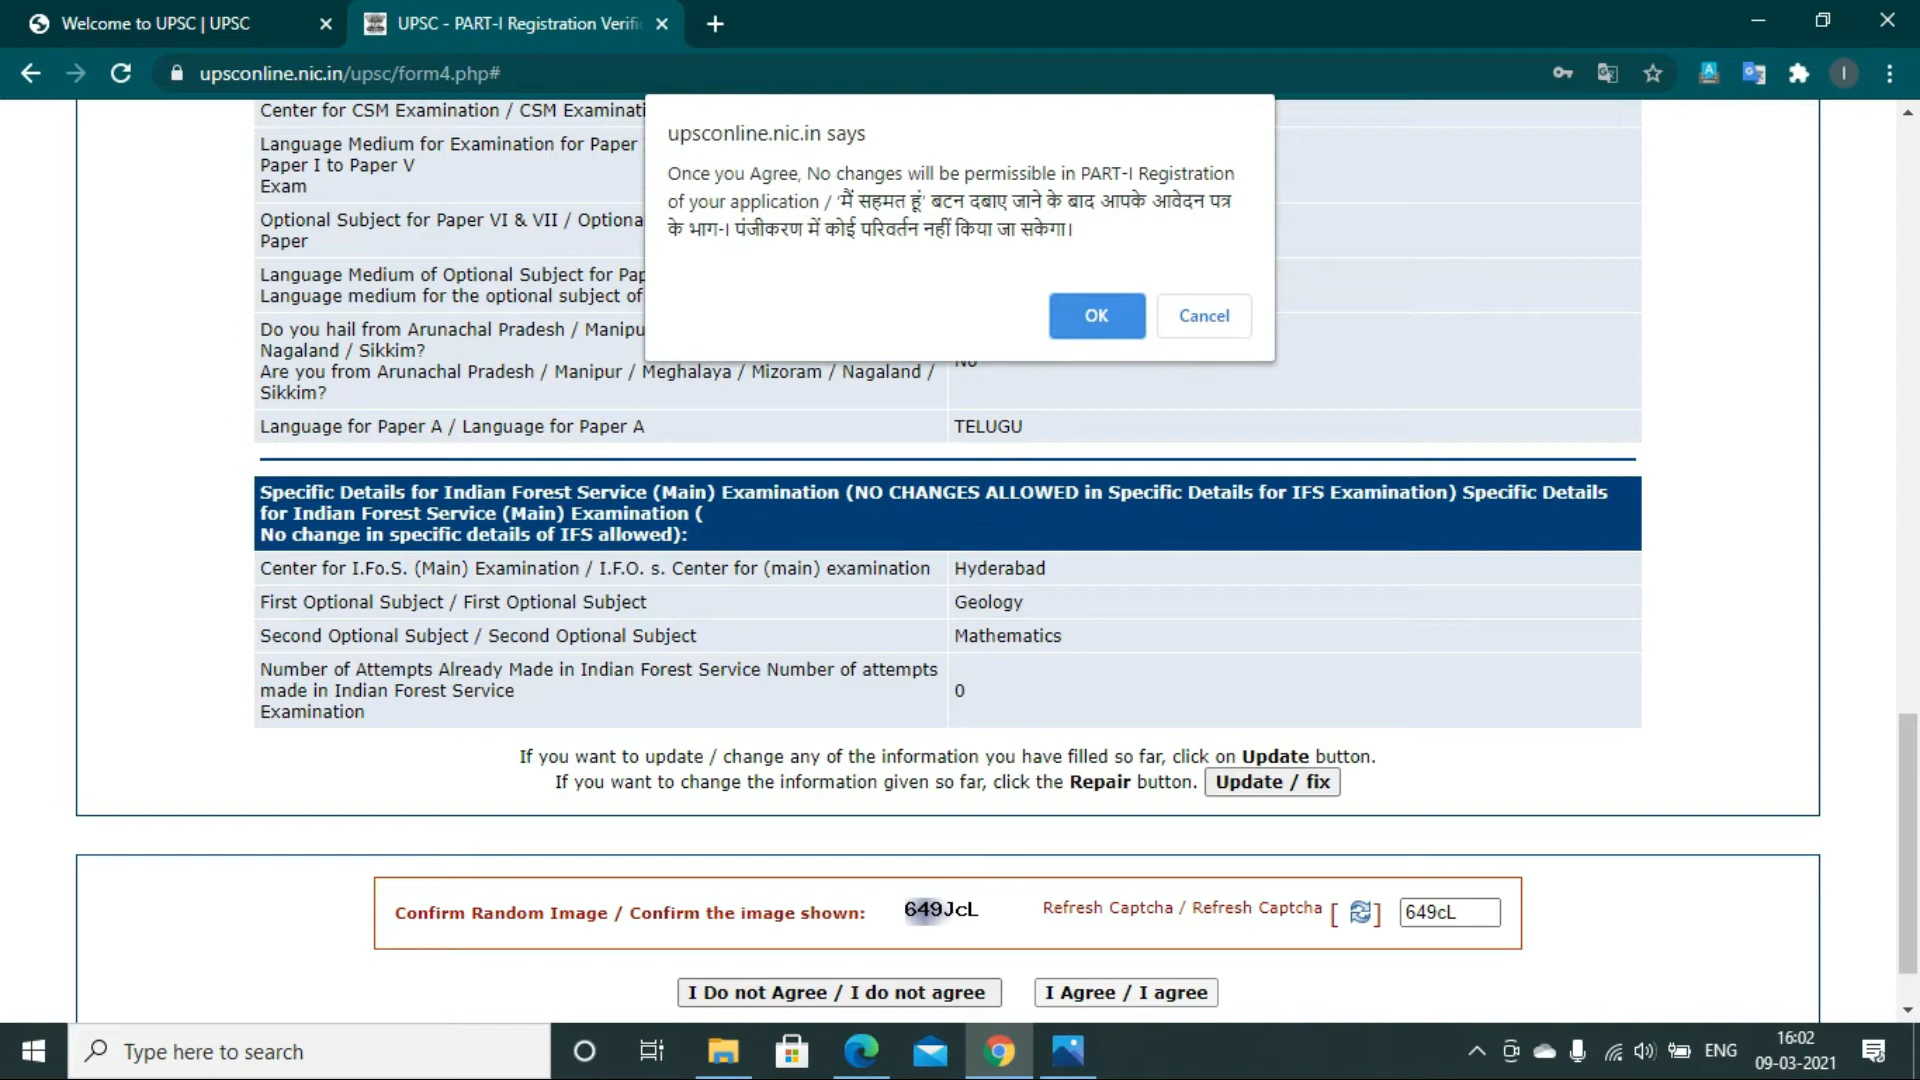 Welcome to UPSC | UPSC
UPSC - PART-I Registration Verifi
upsconline.nic.in/upsc/form4.php#
I
upsconline.nic.in says
Once you Agree, No changes will be permissible in PART-I Registration
of your application / 'मैं सहमत हूं' बटन दबाए जाने के बाद आपके आवेदन पत्र
के भाग-I पंजीकरण में कोई परिवर्तन नहीं किया जा सकेगा।
OK
Cancel
Center for CSM Examination / CSM Examinati
Language Medium for Examination for Paper
Paper I to Paper V
Exam
Optional Subject for Paper VI & VII / Optiona
Paper
Language Medium of Optional Subject for Pap
Language medium for the optional subject of
Do you hail from Arunachal Pradesh / Manipu
Nagaland / Sikkim?
Are you from Arunachal Pradesh / Manipur / Meghalaya / Mizoram / Nagaland /
Sikkim?
No
Language for Paper A / Language for Paper A
TELUGU
Specific Details for Indian Forest Service (Main) Examination (NO CHANGES ALLOWED in Specific Details for IFS Examination) Specific Details
for Indian Forest Service (Main) Examination (
No change in specific details of IFS allowed):
Center for I.Fo.S. (Main) Examination / I.F.O. s. Center for (main) examination
Hyderabad
First Optional Subject / First Optional Subject
Geology
Second Optional Subject / Second Optional Subject
Mathematics
Number of Attempts Already Made in Indian Forest Service Number of attempts
made in Indian Forest Service
Examination
0
If you want to update / change any of the information you have filled so far, click on Update button.
If you want to change the information given so far, click the Repair button. Update / fix
Confirm Random Image / Confirm the image shown:
649JcL
Refresh Captcha / Refresh Captcha [ ]
649cL
I Do not Agree / I do not agree
I Agree / I agree
Type here to search
ENG
16:02
09-03-2021